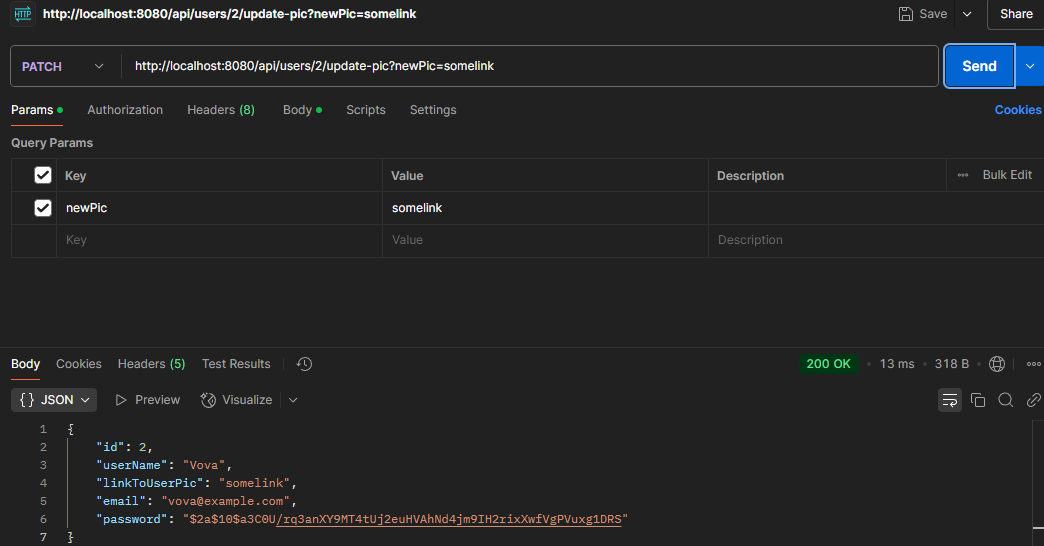 HTTP http://localhost:8080/api/users/2/update-pic?newPic=somelink Save Share
PATCH http://localhost:8080/api/users/2/update-pic?newPic=somelink Send
Params Authorization Headers (8) Body Scripts Settings Cookies
Query Params
Key Value Description Bulk Edit
newPic somelink
Key Value Description
Body Cookies Headers (5) Test Results 200 OK 13 ms 318 B
{} JSON Preview Visualize
1 {
2 "id": 2,
3 "userName": "Vova",
4 "linkToUserPic": "somelink",
5 "email": "vova@example.com",
6 "password": "$2a$10$a3C0U/rq3anXY9MT4tUj2euHVAhNd4jm9IH2rixXwfVgPVuxg1DRS"
7 }